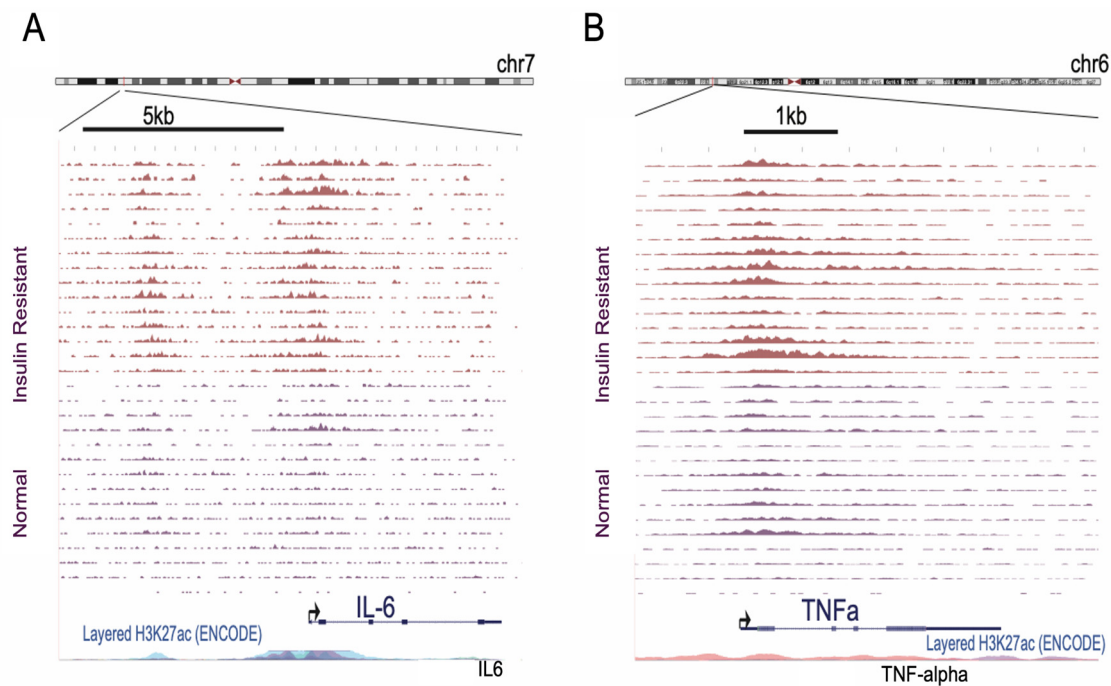 A
chr7
5kb
Insulin Resistant
Normal
IL-6
Layered H3K27ac (ENCODE)
IL6
B
chr6
1kb
Insulin Resistant
Normal
TNFa
Layered H3K27ac (ENCODE)
TNF-alpha